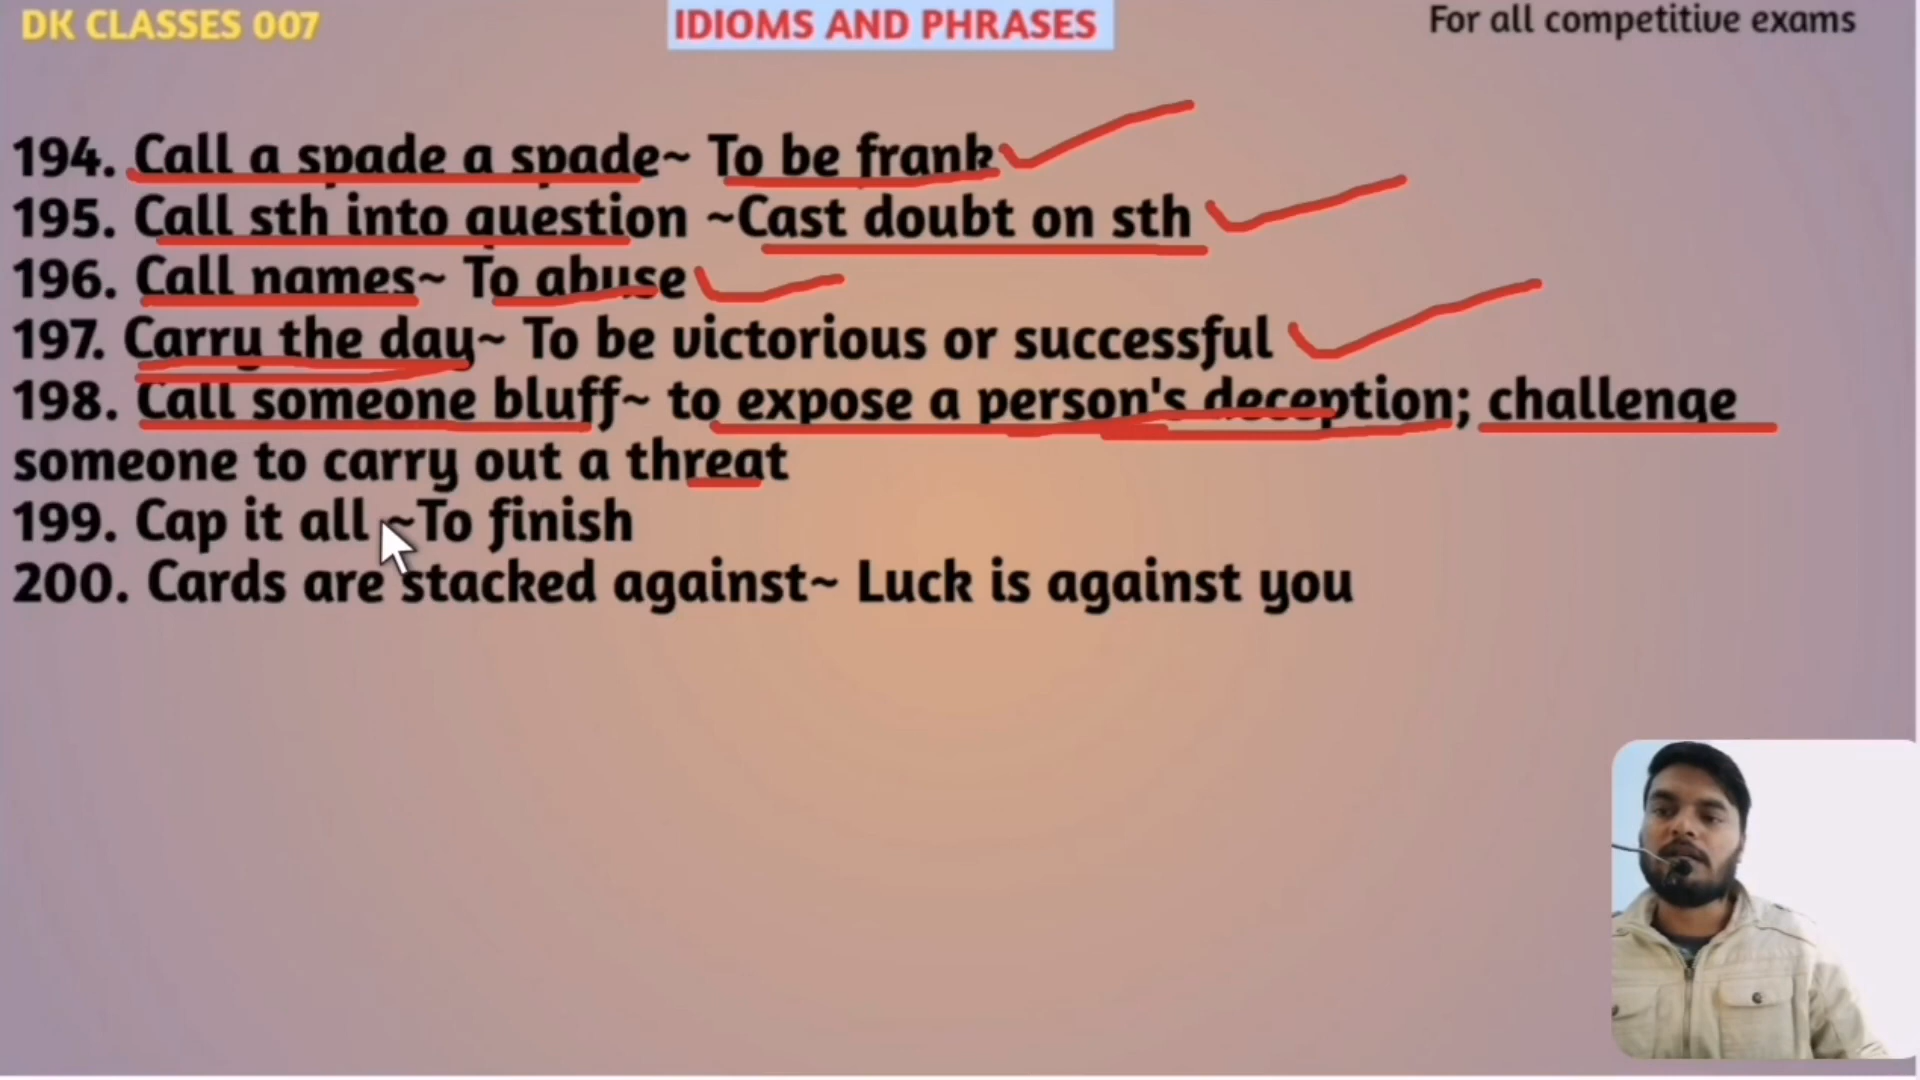 DK CLASSES 007
IDIOMS AND PHRASES
For all competitive exams
194. Call a spade a spade~ To be frank
195. Call sth into question ~Cast doubt on sth
196. Call names~ To abuse
197. Carry the day~ To be victorious or successful
198. Call someone bluff~ to expose a person's deception; challenge
someone to carry out a threat
199. Cap it all ~To finish
200. Cards are stacked against~ Luck is against you